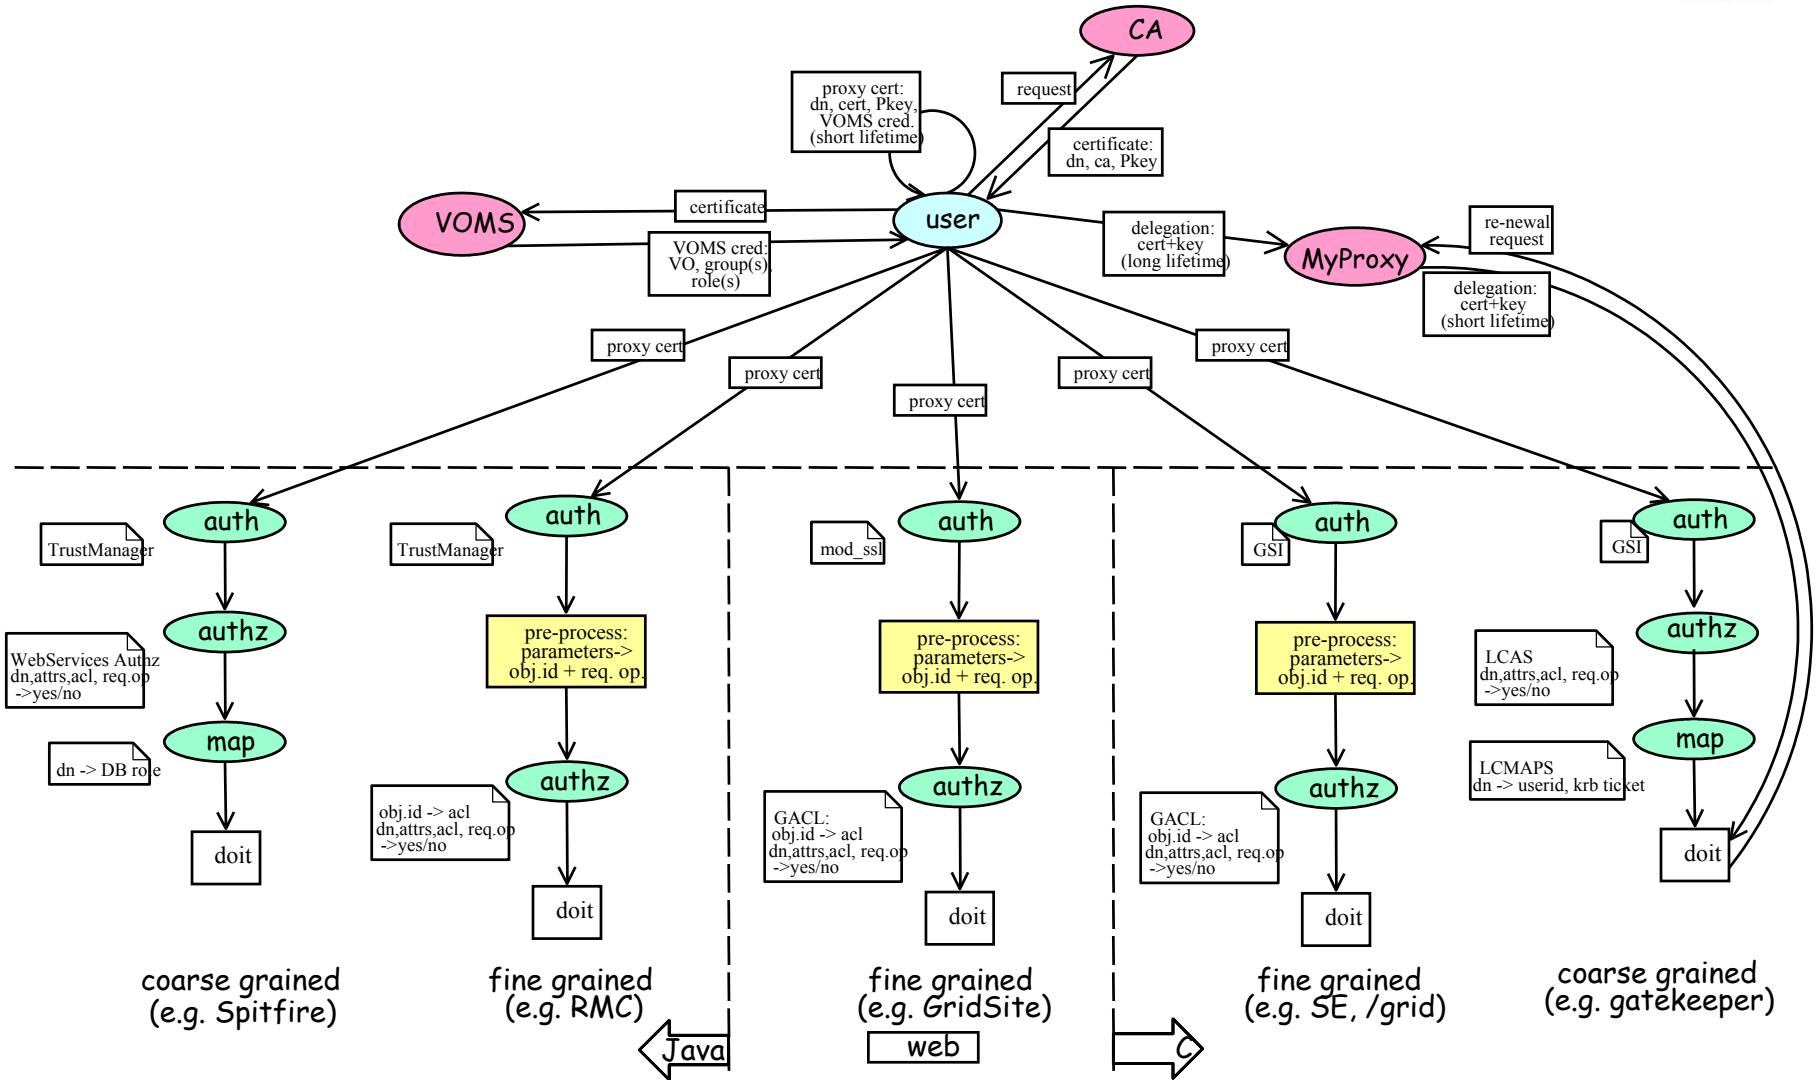 CA
proxy cert:
dn, cert, Pkey,
VOMS cred.
(short lifetime)
request
certificate:
dn, ca, Pkey
VOMS
certificate
user
VOMS cred:
VO, group(s),
role(s)
delegation:
cert+key
(long lifetime)
MyProxy
re-newal
request
delegation:
cert+key
(short lifetime)
proxy cert
proxy cert
proxy cert
proxy cert
proxy cert
TrustManager
auth
WebServices Authz
dn,attrs,acl, req.op
->yes/no
authz
dn -> DB role
map
doit
coarse grained
(e.g. Spitfire)
TrustManager
auth
pre-process:
parameters->
obj.id + req. op.
obj.id -> acl
dn,attrs,acl, req.op
->yes/no
authz
doit
fine grained
(e.g. RMC)
Java
mod_ssl
auth
pre-process:
parameters->
obj.id + req. op.
GACL:
obj.id -> acl
dn,attrs,acl, req.op
->yes/no
authz
doit
fine grained
(e.g. GridSite)
web
GSI
auth
pre-process:
parameters->
obj.id + req. op.
GACL:
obj.id -> acl
dn,attrs,acl, req.op
->yes/no
authz
doit
fine grained
(e.g. SE, /grid)
C
GSI
auth
LCAS
dn,attrs,acl, req.op
->yes/no
authz
LCMAPS
dn -> userid, krb ticket
map
doit
coarse grained
(e.g. gatekeeper)